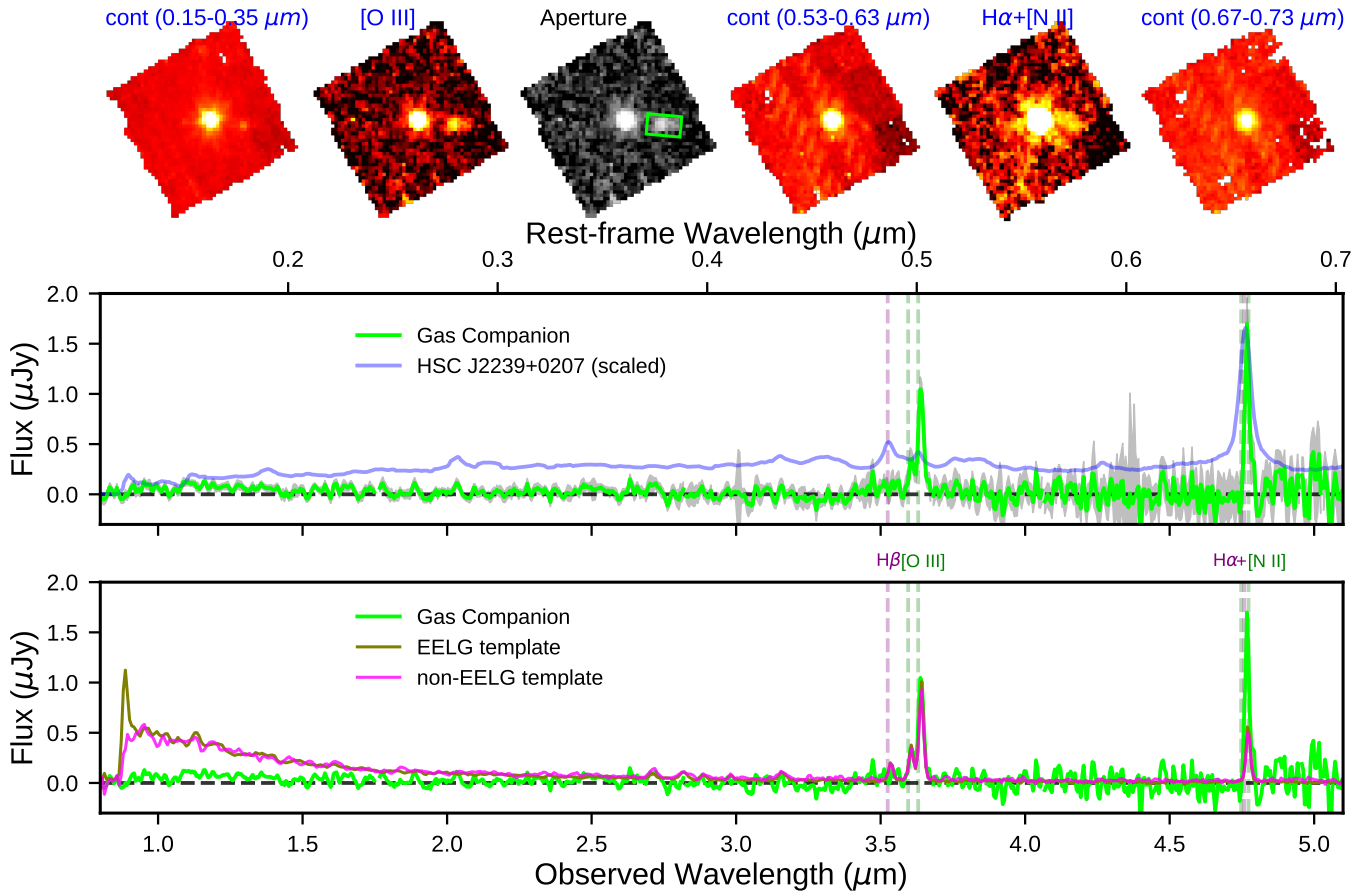 cont (0.15-0.35 μm) [O III] Aperture cont (0.53-0.63 μm) Hα+[N II] cont (0.67-0.73 μm)
Rest-frame Wavelength (μm)
0.2 0.3 0.4 0.5 0.6 0.7
2.0
1.5
1.0
0.5
0.0
Flux (μJy)
Gas Companion
HSC J2239+0207 (scaled)
Hβ [O III] Hα+[N II]
2.0
1.5
1.0
0.5
0.0
Flux (μJy)
Gas Companion
EELG template
non-EELG template
1.0 1.5 2.0 2.5 3.0 3.5 4.0 4.5 5.0
Observed Wavelength (μm)